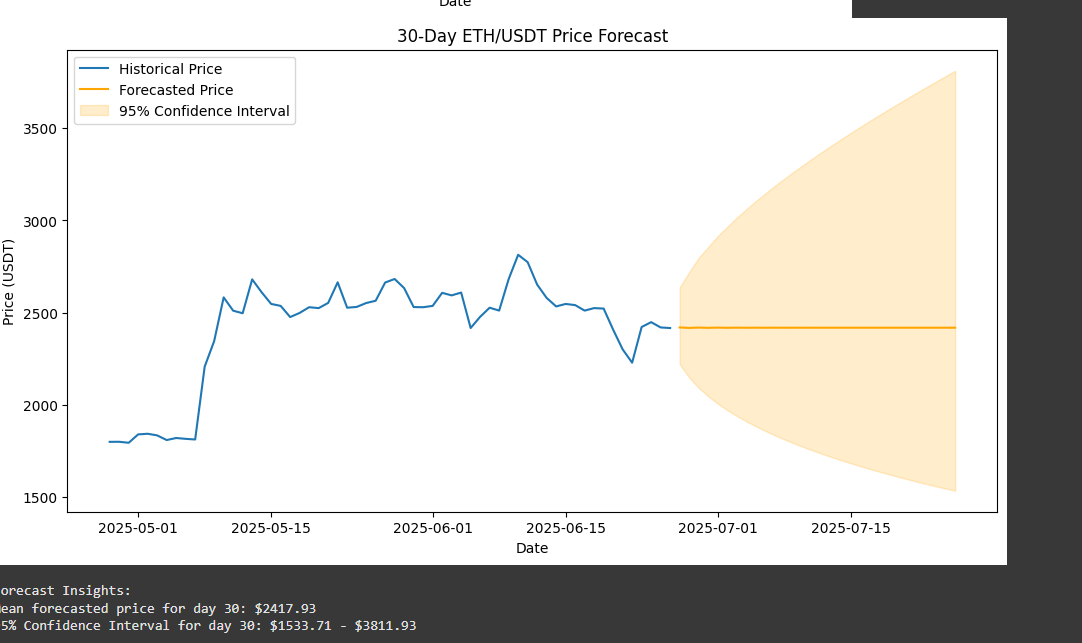 Date
30-Day ETH/USDT Price Forecast
Historical Price
Forecasted Price
95% Confidence Interval
Price (USDT)
3500
3000
2500
2000
1500
2025-05-01 2025-05-15 2025-06-01 2025-06-15 2025-07-01 2025-07-15
Date
orecast Insights:
ean forecasted price for day 30: $2417.93
5% Confidence Interval for day 30: $1533.71 - $3811.93